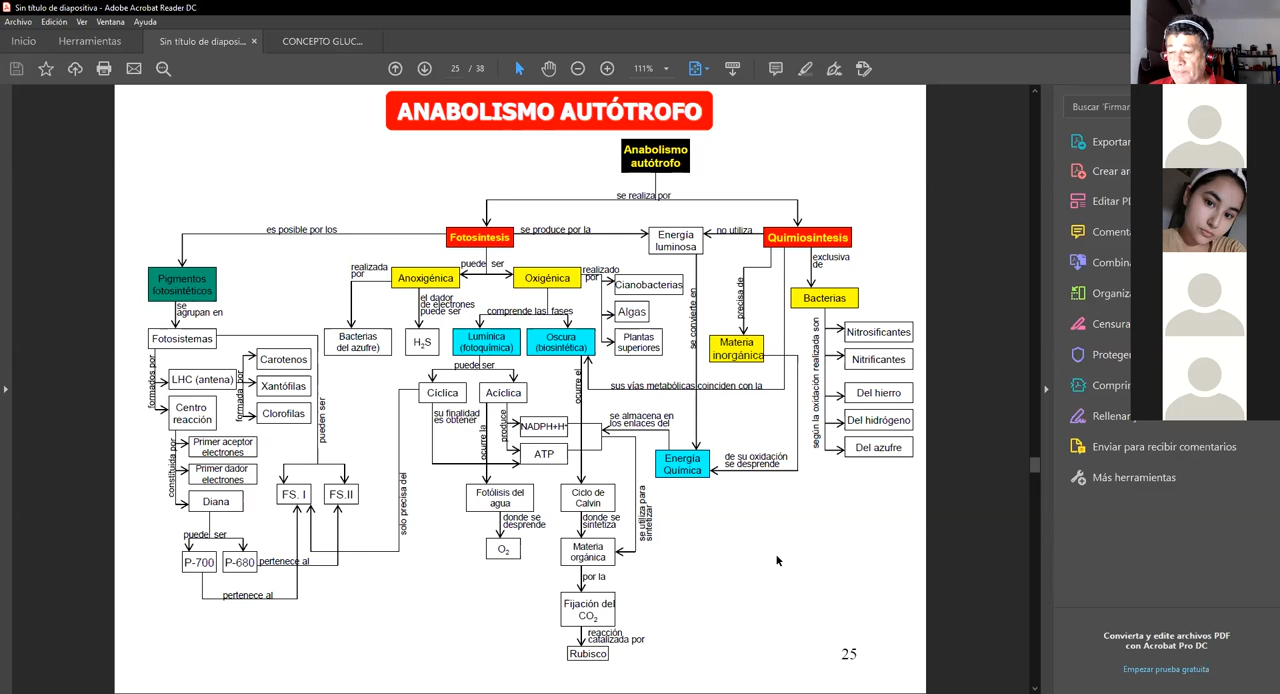 Sin título de diapositiva - Adobe Acrobat Reader DC
Archivo Edición Ver Ventana Ayuda
Inicio Herramientas Sin título de diaposi... × CONCEPTO GLUC...
25 / 38 111%
ANABOLISMO AUTÓTROFO
Anabolismo
autótrofo
se realiza por
es posible por los
Fotosíntesis
se produce por la
Energía
luminosa
no utiliza
Quimiosíntesis
Pigmentos
fotosintéticos
realizada
por
Anoxigénica
puede ser
Oxigénica
realizado
por
Cianobacterias
Algas
Plantas
superiores
exclusiva
de
Bacterias
precisa de
se convierte en
se
agrupan en
Fotosistemas
el dador
de electrones
puede ser
comprende las fases
Bacterias
del azufre)
H2S
Lumínica
(fotoquímica)
Oscura
(biosintética)
Materia
inorgánica
según la oxidación realizada son
Nitrosificantes
Nitrificantes
Del hierro
Del hidrógeno
Del azufre
formados por
LHC (antena)
formada por
Carotenos
Xantófilas
Clorofilas
Centro
reacción
pueden ser
puede ser
Cíclica
Acíclica
ocurre el
sus vías metabólicas coinciden con la
su finalidad
es obtener
ocurre la
produce
NADPH+H+
ATP
se almacena en
los enlaces del
Energía
Química
de su oxidación
se desprende
constituida por
Primer aceptor
electrones
Primer dador
electrones
Diana
FS. I
FS.II
solo precisa del
Fotólisis del
agua
Ciclo de
Calvin
se utiliza para
sintetizar
donde se
desprende
donde se
sintetiza
puede ser
O2
Materia
orgánica
P-700
P-680
pertenece al
pertenece al
por la
Fijación del
CO2
reacción
catalizada por
Rubisco
25
Buscar 'Firmar
Exportar
Crear ar
Editar PD
Comenta
Combina
Organiz
Censura
Proteger
Compri
Rellenar
Enviar para recibir comentarios
Más herramientas
Convierta y edite archivos PDF
con Acrobat Pro DC
Empezar prueba gratuita